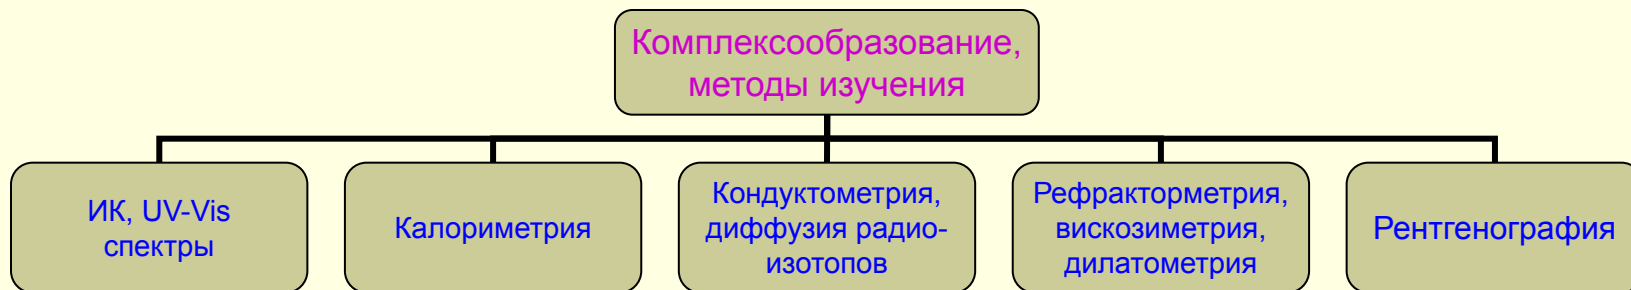 Комплексообразование,
методы изучения
ИК, UV-Vis
спектры
Калориметрия
Кондуктометрия,
диффузия радио-
изотопов
Рефракторметрия,
вискозиметрия,
дилатометрия
Рентгенография